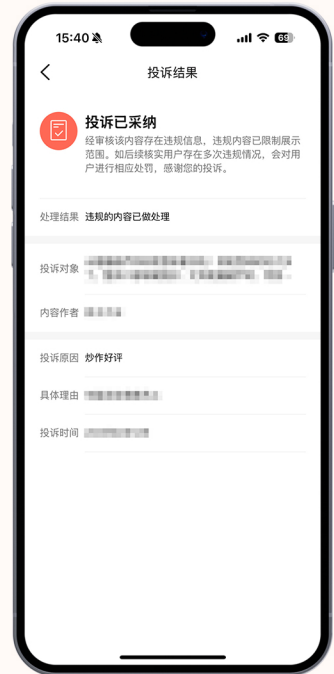 15:40
69
投诉结果
投诉已采纳
经审核该内容存在违规信息，违规内容已限制展示
范围。如后续核实用户存在多次违规情况，会对用
户进行相应处罚，感谢您的投诉。
处理结果 违规的内容已做处理
投诉对象
内容作者
投诉原因 炒作好评
具体理由
投诉时间